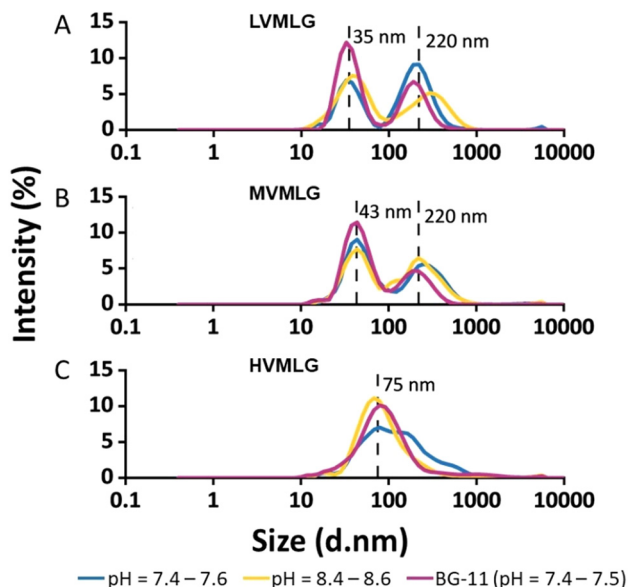 A
LVMLG
15
35 nm
220 nm
10
5
0
0.1 1 10 100 1000 10000
Intensity (%)
B
MVMLG
15
43 nm
220 nm
10
5
0
0.1 1 10 100 1000 10000
C
HVMLG
15
75 nm
10
5
0
0.1 1 10 100 1000 10000
Size (d.nm)
pH = 7.4 – 7.6 pH = 8.4 – 8.6 BG-11 (pH = 7.4 – 7.5)